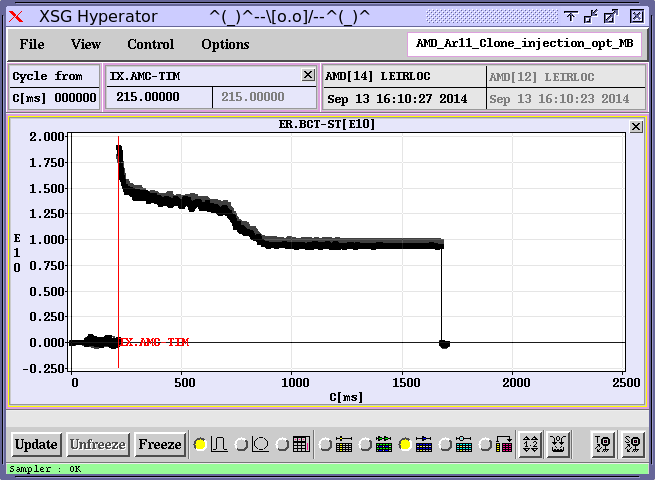 XSG Hyperator ^(_)^--\[o.o]/--^(_)^
File View Control Options AMD_Ar11_Clone_injection_opt_MB
Cycle from IX.AMC-TIM AMD[14] LEIRLOC AMD[12] LEIRLOC
C[ms] 000000 215.00000 215.00000 Sep 13 16:10:27 2014 Sep 13 16:10:23 2014
ER.BCT-ST[E10]
2.000
1.750
1.500
1.250
1.000
0.750
0.500
0.250
0.000
-0.250
E10
IX.AMC-TIM
0 500 1000 1500 2000 2500
C[ms]
Update Unfreeze Freeze
Sampler : OK